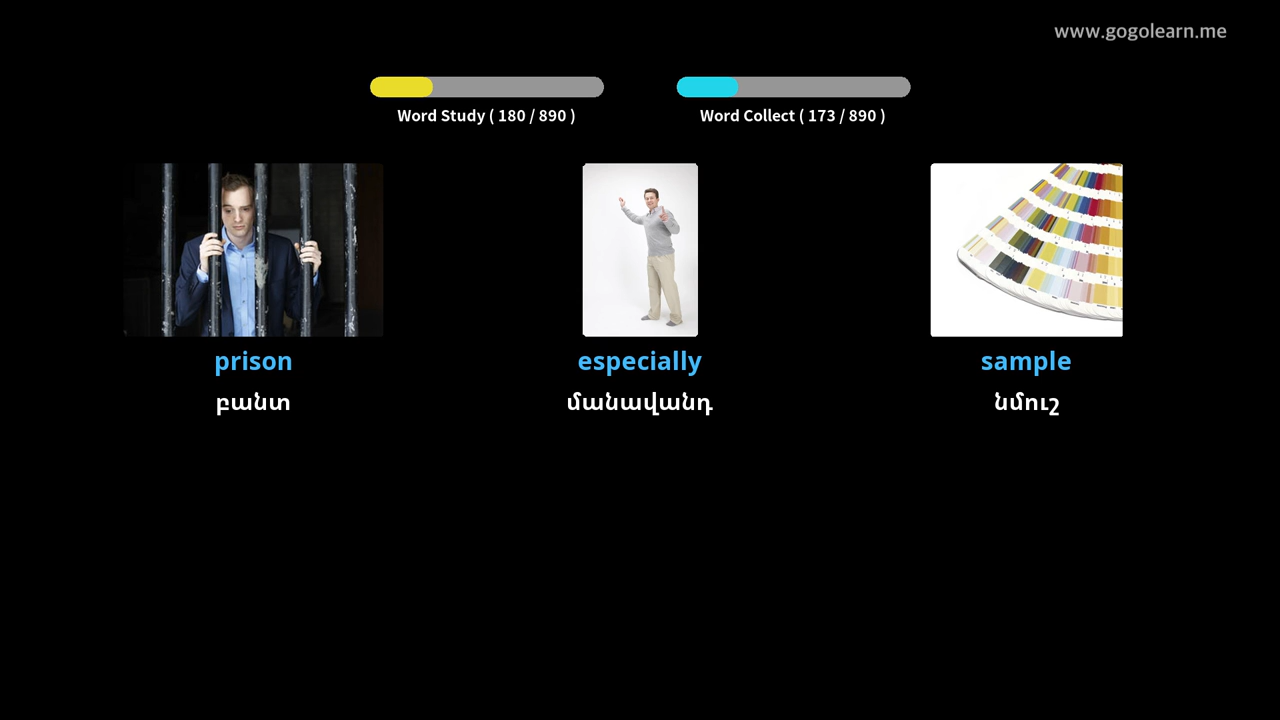 www.gogolearn.me
Word Study ( 180 / 890 )
Word Collect ( 173 / 890 )
prison
especially
sample
բանտ
մանավանդ
նմուշ